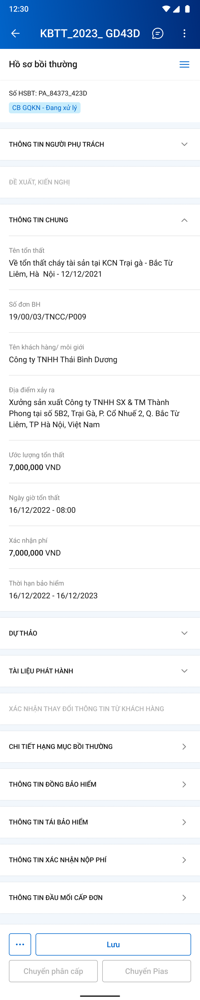 12:30
KBTT_2023_ GD43D
Hồ sơ bồi thường
Số HSBT: PA_84373_423D
CB GQKN - Đang xử lý
THÔNG TIN NGƯỜI PHỤ TRÁCH
ĐỀ XUẤT, KIẾN NGHỊ
THÔNG TIN CHUNG
Tên tổn thất
Về tổn thất cháy tài sản tại KCN Trại gà - Bắc Từ
Liêm, Hà  Nội - 12/12/2021
Số đơn BH
19/00/03/TNCC/P009
Tên khách hàng/ môi giới
Công ty TNHH Thái Bình Dương
Địa điểm xảy ra
Xưởng sản xuất Công ty TNHH SX & TM Thành
Phong tại số 5B2, Trại Gà, P. Cổ Nhuế 2, Q. Bắc Từ
Liêm, TP Hà Nội, Việt Nam
Ước lượng tổn thất
7,000,000 VND
Ngày giờ tổn thất
16/12/2022 - 08:00
Xác nhận phí
7,000,000 VND
Thời hạn bảo hiểm
16/12/2022 - 16/12/2023
DỰ THẢO
TÀI LIỆU PHÁT HÀNH
XÁC NHẬN THAY ĐỔI THÔNG TIN TỪ KHÁCH HÀNG
CHI TIẾT HẠNG MỤC BỒI THƯỜNG
THÔNG TIN ĐỒNG BẢO HIỂM
THÔNG TIN TÁI BẢO HIỂM
THÔNG TIN XÁC NHẬN NỘP PHÍ
THÔNG TIN ĐẦU MỐI CẤP ĐƠN
Lưu
Chuyển phân cấp
Chuyển Pias